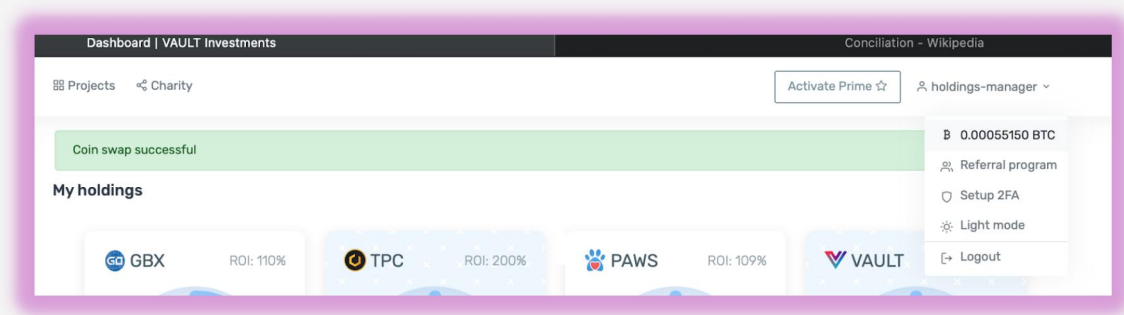 Dashboard | VAULT Investments
Conciliation - Wikipedia
Projects Charity
Activate Prime
holdings-manager
0.00055150 BTC
Referral program
Setup 2FA
Light mode
Logout
Coin swap successful
My holdings
GO GBX ROI: 110%
TPC ROI: 200%
PAWS ROI: 109%
VAULT